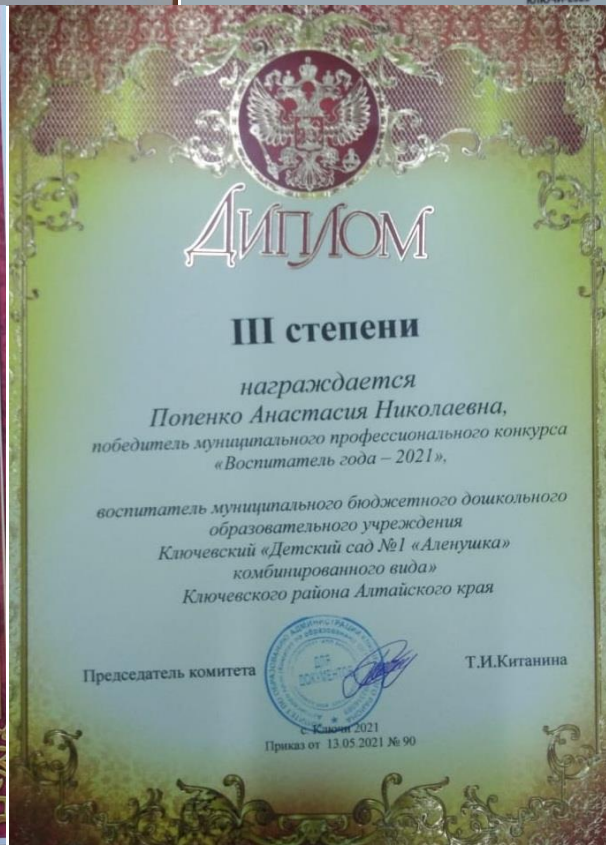 ДИПЛОМ
III степени
награждается
Попенко Анастасия Николаевна,
победитель муниципального профессионального конкурса
«Воспитатель года – 2021»,
воспитатель муниципального бюджетного дошкольного
образовательного учреждения
Ключевский «Детский сад №1 «Аленушка»
комбинированного вида»
Ключевского района Алтайского края
Председатель комитета
ДЛЯ
ДОКУМЕНТОВ
Т.И.Китанина
с. Ключи 2021
Приказ от 13.05.2021 № 90